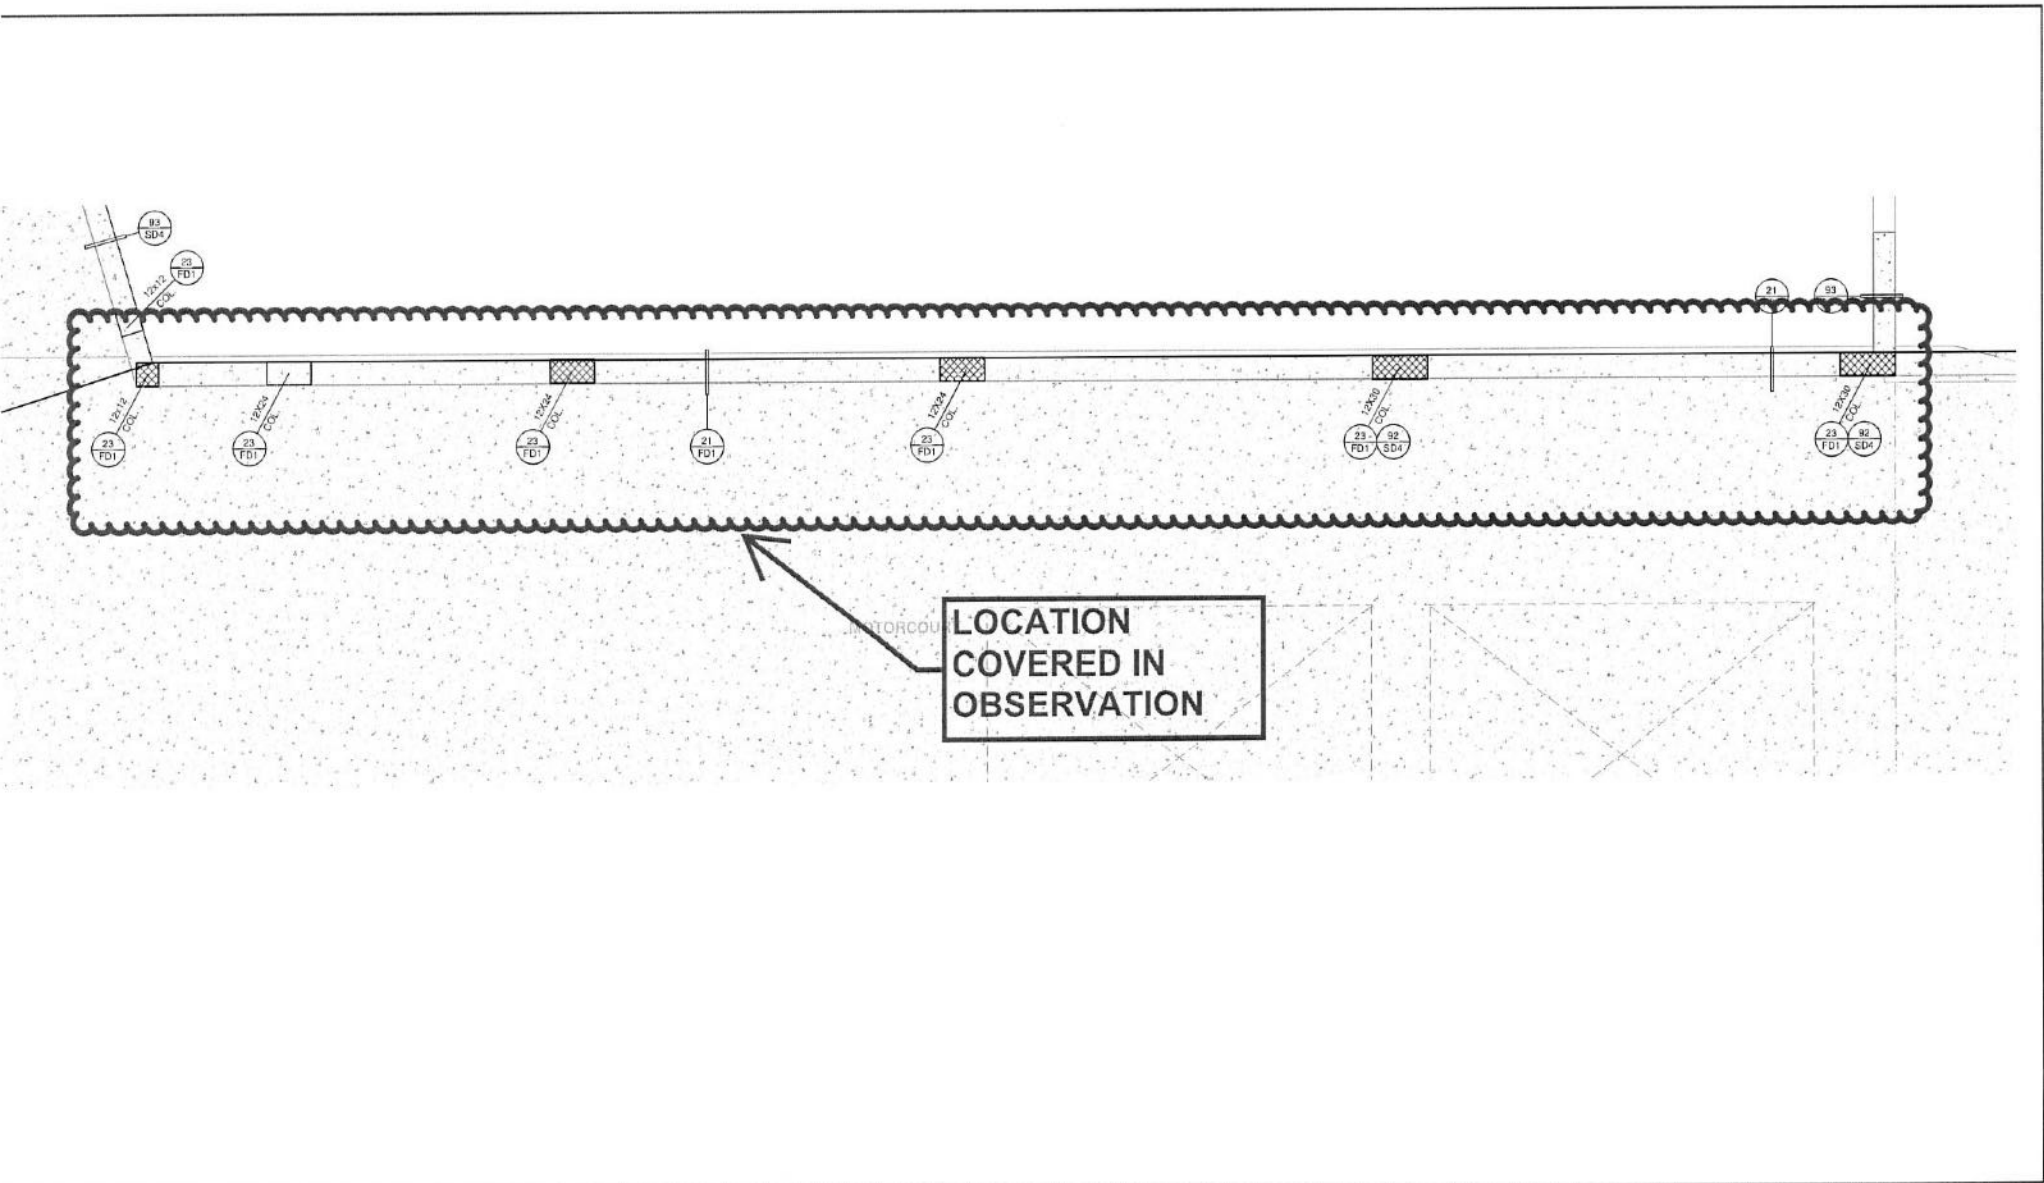 93
SD4
23
FD1
12x12
COL.
21
93
12x12
COL.
23
FD1
12X24
COL.
23
FD1
12X24
COL.
23
FD1
21
FD1
12X24
COL.
23
FD1
12X30
COL.
23
FD1
92
SD4
12X30
COL.
23
FD1
92
SD4
LOCATION
COVERED IN
OBSERVATION